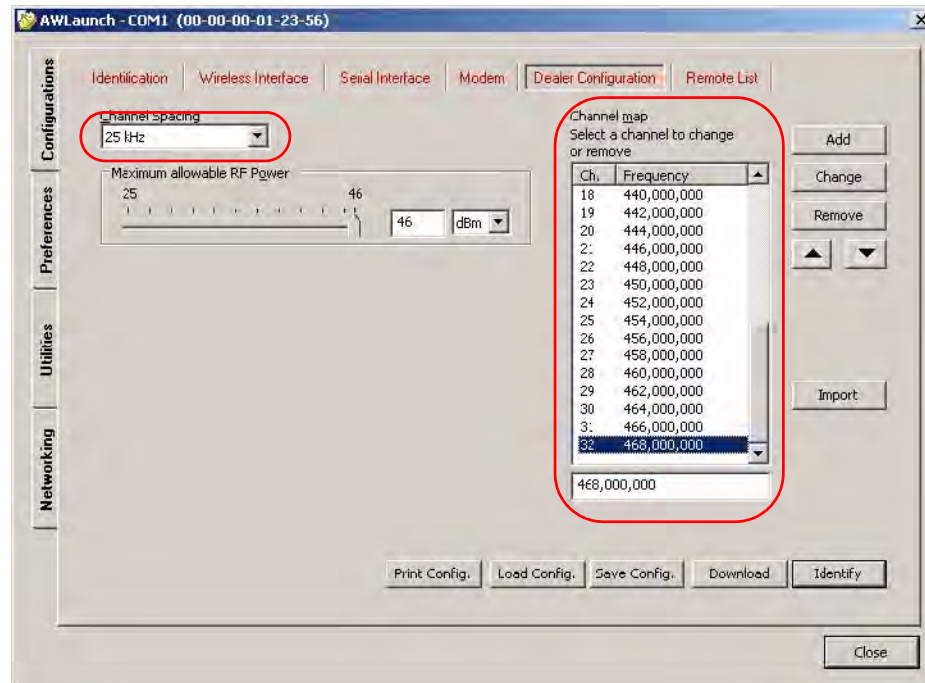 AWLaunch - COM1 (00-00-00-01-23-56)
Configurations
Preferences
Utilities
Networking
Identification Wireless Interface Serial Interface Modem Dealer Configuration Remote List
Channel Spacing
25 kHz
Maximum allowable RF Power
25 46
46 dBm
Channel map
Select a channel to change
or remove
Ch. Frequency
18 440,000,000
19 442,000,000
20 444,000,000
21 446,000,000
22 448,000,000
23 450,000,000
24 452,000,000
25 454,000,000
26 456,000,000
27 458,000,000
28 460,000,000
29 462,000,000
30 464,000,000
31 466,000,000
32 468,000,000
468,000,000
Add
Change
Remove
Import
Print Config. Load Config. Save Config. Download Identify
Close